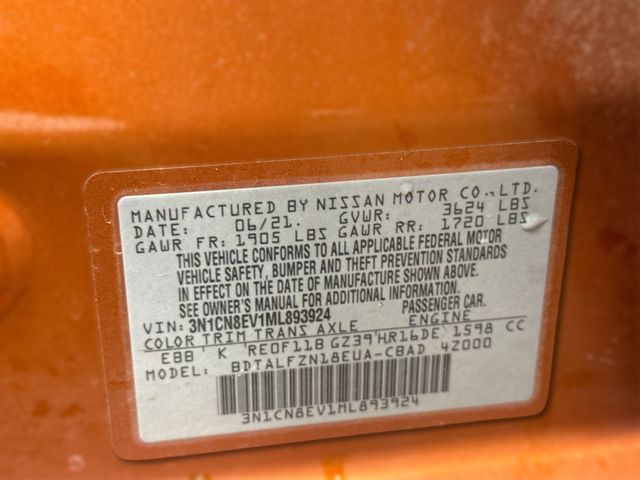 MANUFACTURED BY NISSAN MOTOR CO., LTD.
DATE: 06/21. GVWR: 3624 LBS
GAWR FR: 1905 LBS GAWR RR: 1720 LBS
THIS VEHICLE CONFORMS TO ALL APPLICABLE FEDERAL MOTOR
VEHICLE SAFETY, BUMPER AND THEFT PREVENTION STANDARDS
IN EFFECT ON THE DATE OF MANUFACTURE SHOWN ABOVE.
SEE OWNER'S MANUAL FOR ADDITIONAL INFORMATION.
VIN: 3N1CN8EV1ML893924 PASSENGER CAR.
COLOR TRIM TRANS AXLE ENGINE
EBB K RE0F11B GZ39 HR16DE 1598 CC
MODEL: BDTALFZN18EUA-CBAD 42000
3N1CN8EV1ML893924